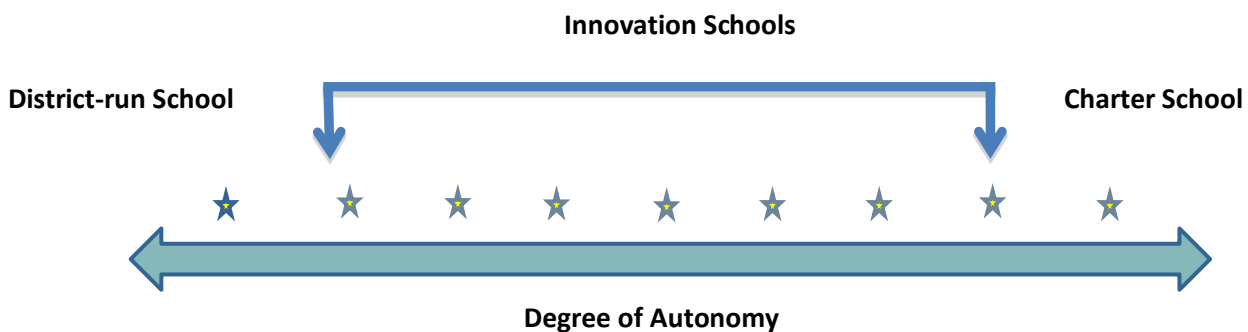 Innovation Schools
District-run School
Charter School
Degree of Autonomy